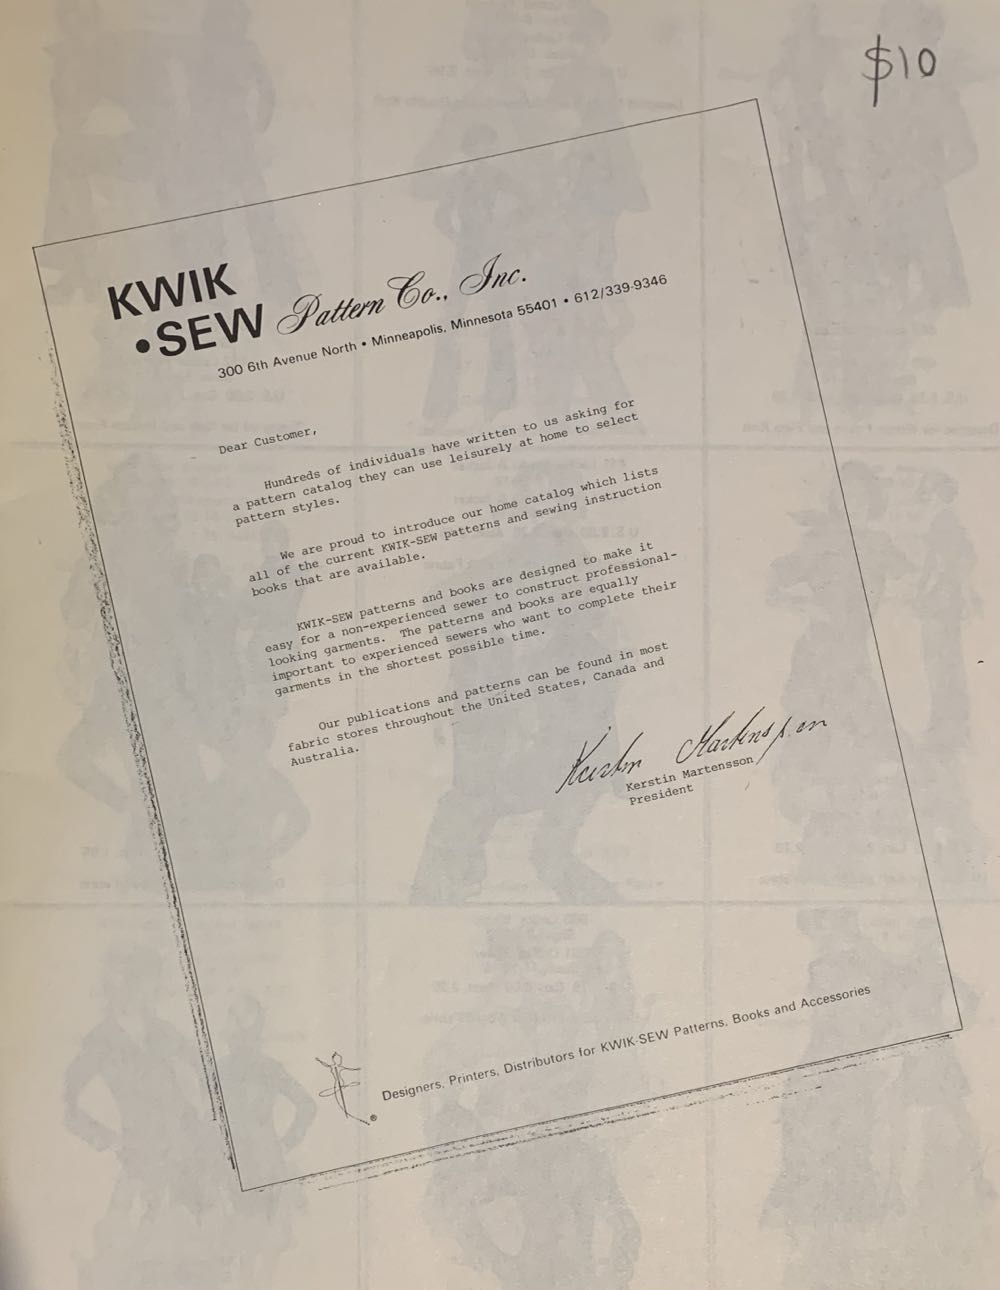 $10
KWIK
•SEW Pattern Co., Inc.
300 6th Avenue North • Minneapolis, Minnesota 55401 • 612/339-9346
Dear Customer,
Hundreds of individuals have written to us asking for
a pattern catalog they can use leisurely at home to select
pattern styles.
We are proud to introduce our home catalog which lists
all of the current KWIK-SEW patterns and sewing instruction
books that are available.
KWIK-SEW patterns and books are designed to make it
easy for a non-experienced sewer to construct professional-
looking garments. The patterns and books are equally
important to experienced sewers who want to complete their
garments in the shortest possible time.
Our publications and patterns can be found in most
fabric stores throughout the United States, Canada and
Australia.
Kerstin Martensson
Kerstin Martensson
President
®
Designers, Printers, Distributors for KWIK-SEW Patterns, Books and Accessories